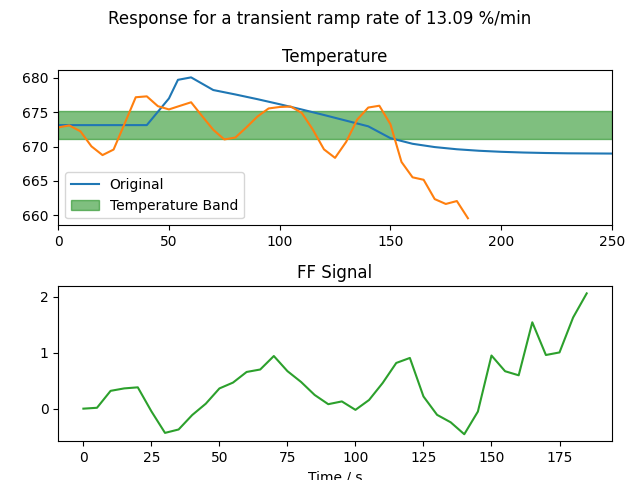 Response for a transient ramp rate of 13.09 %/min
Temperature
680
675
670
665
660
Original
Temperature Band
0 50 100 150 200 250
FF Signal
2
1
0
0 25 50 75 100 125 150 175
Time / s